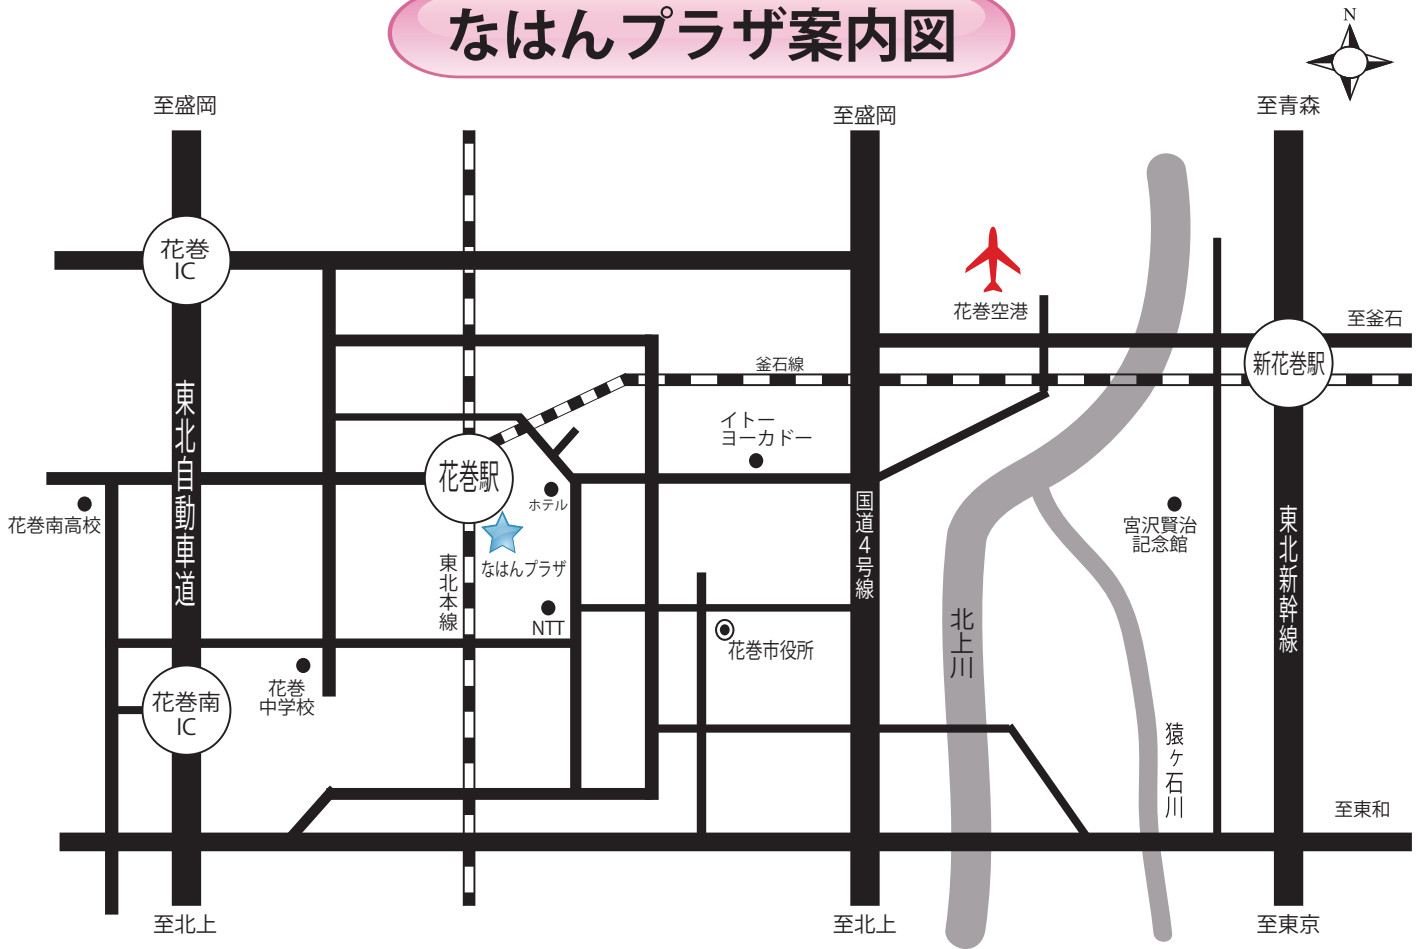 なはんプラザ案内図
N
至盛岡
至盛岡
至青森
花巻
IC
花巻空港
至釜石
新花巻駅
釜石線
イトー
ヨーカドー
東北自動車道
花巻駅
ホテル
花巻南高校
国道4号線
宮沢賢治
記念館
東北新幹線
なはんプラザ
東北本線
NTT
花巻市役所
北上川
花巻
中学校
花巻南
IC
猿ヶ石川
至東和
至北上
至北上
至東京